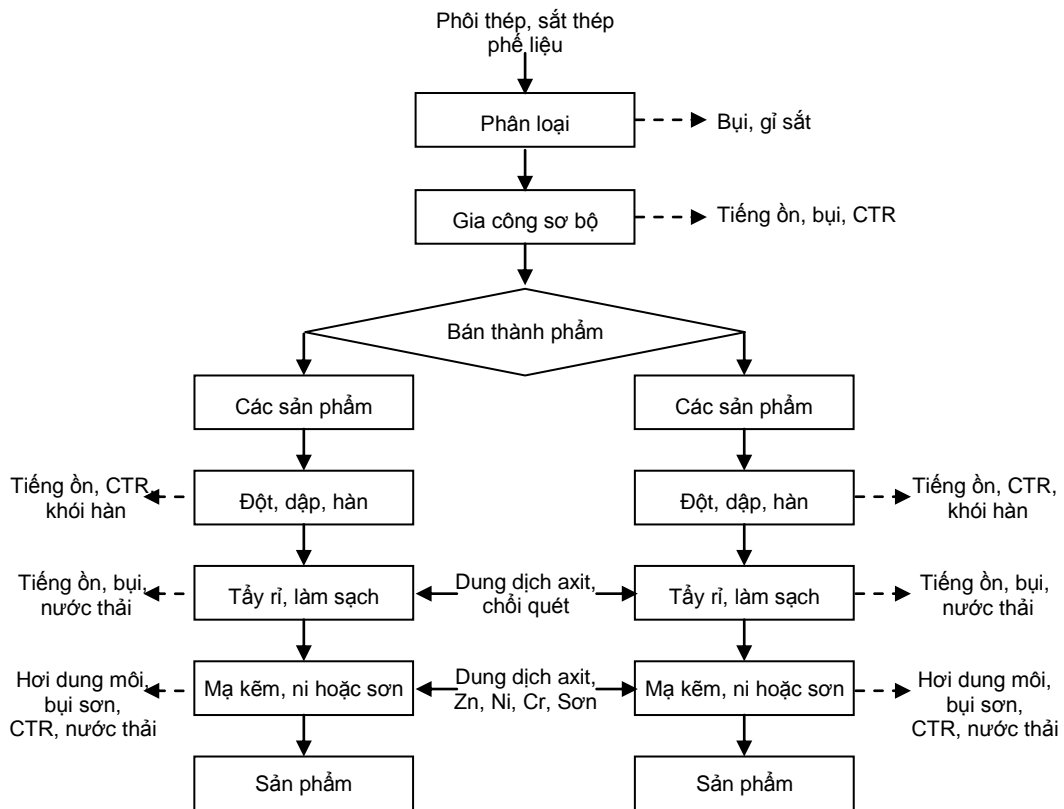 Phôi thép, sắt thép
phế liệu
Phân loại
Bụi, gỉ sắt
Gia công sơ bộ
Tiếng ồn, bụi, CTR
Bán thành phẩm
Các sản phẩm
Các sản phẩm
Tiếng ồn, CTR,
khói hàn
Đột, dập, hàn
Đột, dập, hàn
Tiếng ồn, CTR,
khói hàn
Tiếng ồn, bụi,
nước thải
Tẩy rỉ, làm sạch
Dung dịch axit,
chổi quét
Tẩy rỉ, làm sạch
Tiếng ồn, bụi,
nước thải
Hơi dung môi,
bụi sơn,
CTR, nước thải
Mạ kẽm, ni hoặc sơn
Dung dịch axit,
Zn, Ni, Cr, Sơn
Mạ kẽm, ni hoặc sơn
Hơi dung môi,
bụi sơn,
CTR, nước thải
Sản phẩm
Sản phẩm